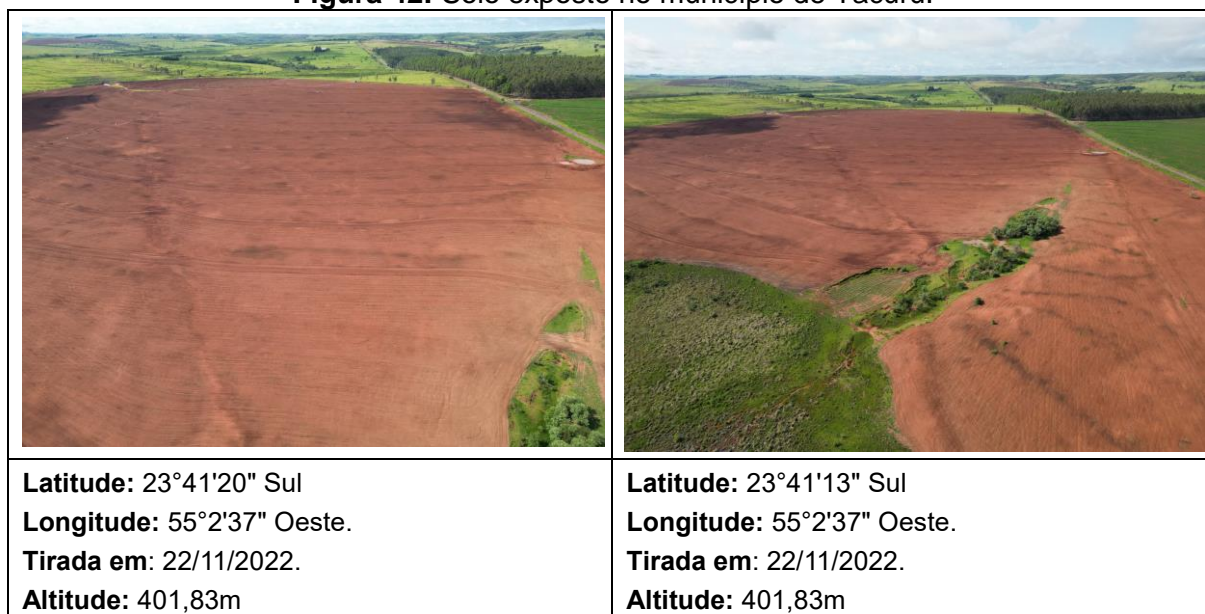 Figura 42. Solo exposto no município de Tacuru.
Latitude: 23°41'20" Sul
Longitude: 55°2'37" Oeste.
Tirada em: 22/11/2022.
Altitude: 401,83m
Latitude: 23°41'13" Sul
Longitude: 55°2'37" Oeste.
Tirada em: 22/11/2022.
Altitude: 401,83m